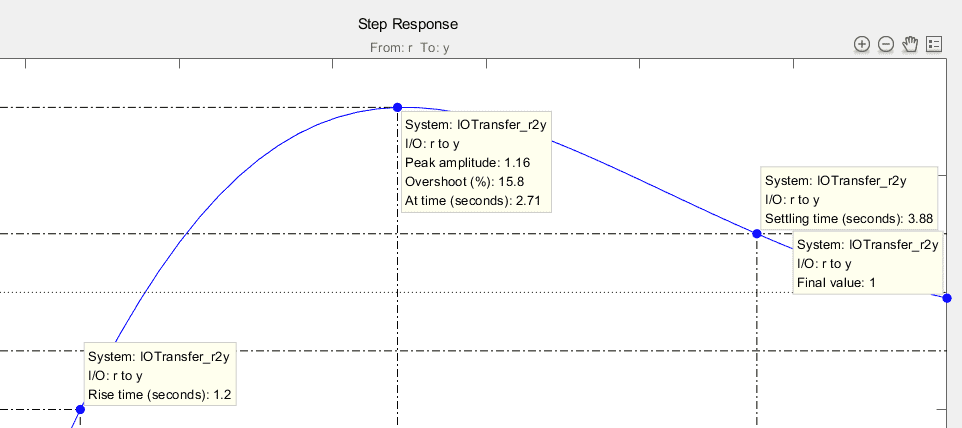 Step Response
From: r To: y
System: IOTransfer_r2y
I/O: r to y
Peak amplitude: 1.16
Overshoot (%): 15.8
At time (seconds): 2.71
System: IOTransfer_r2y
I/O: r to y
Settling time (seconds): 3.88
System: IOTransfer_r2y
I/O: r to y
Final value: 1
System: IOTransfer_r2y
I/O: r to y
Rise time (seconds): 1.2